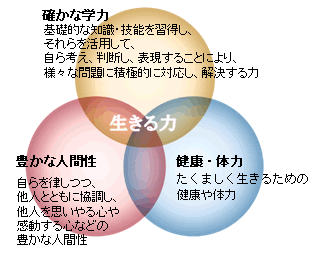 確かな学力
基礎的な知識・技能を習得し、
それらを活用して、
自ら考え、判断し、表現することにより、
様々な問題に積極的に対応し、解決する力
生きる力
豊かな人間性
自らを律しつつ、
他人とともに協調し、
他人を思いやる心や
感動する心などの
豊かな人間性
健康・体力
たくましく生きるための
健康や体力